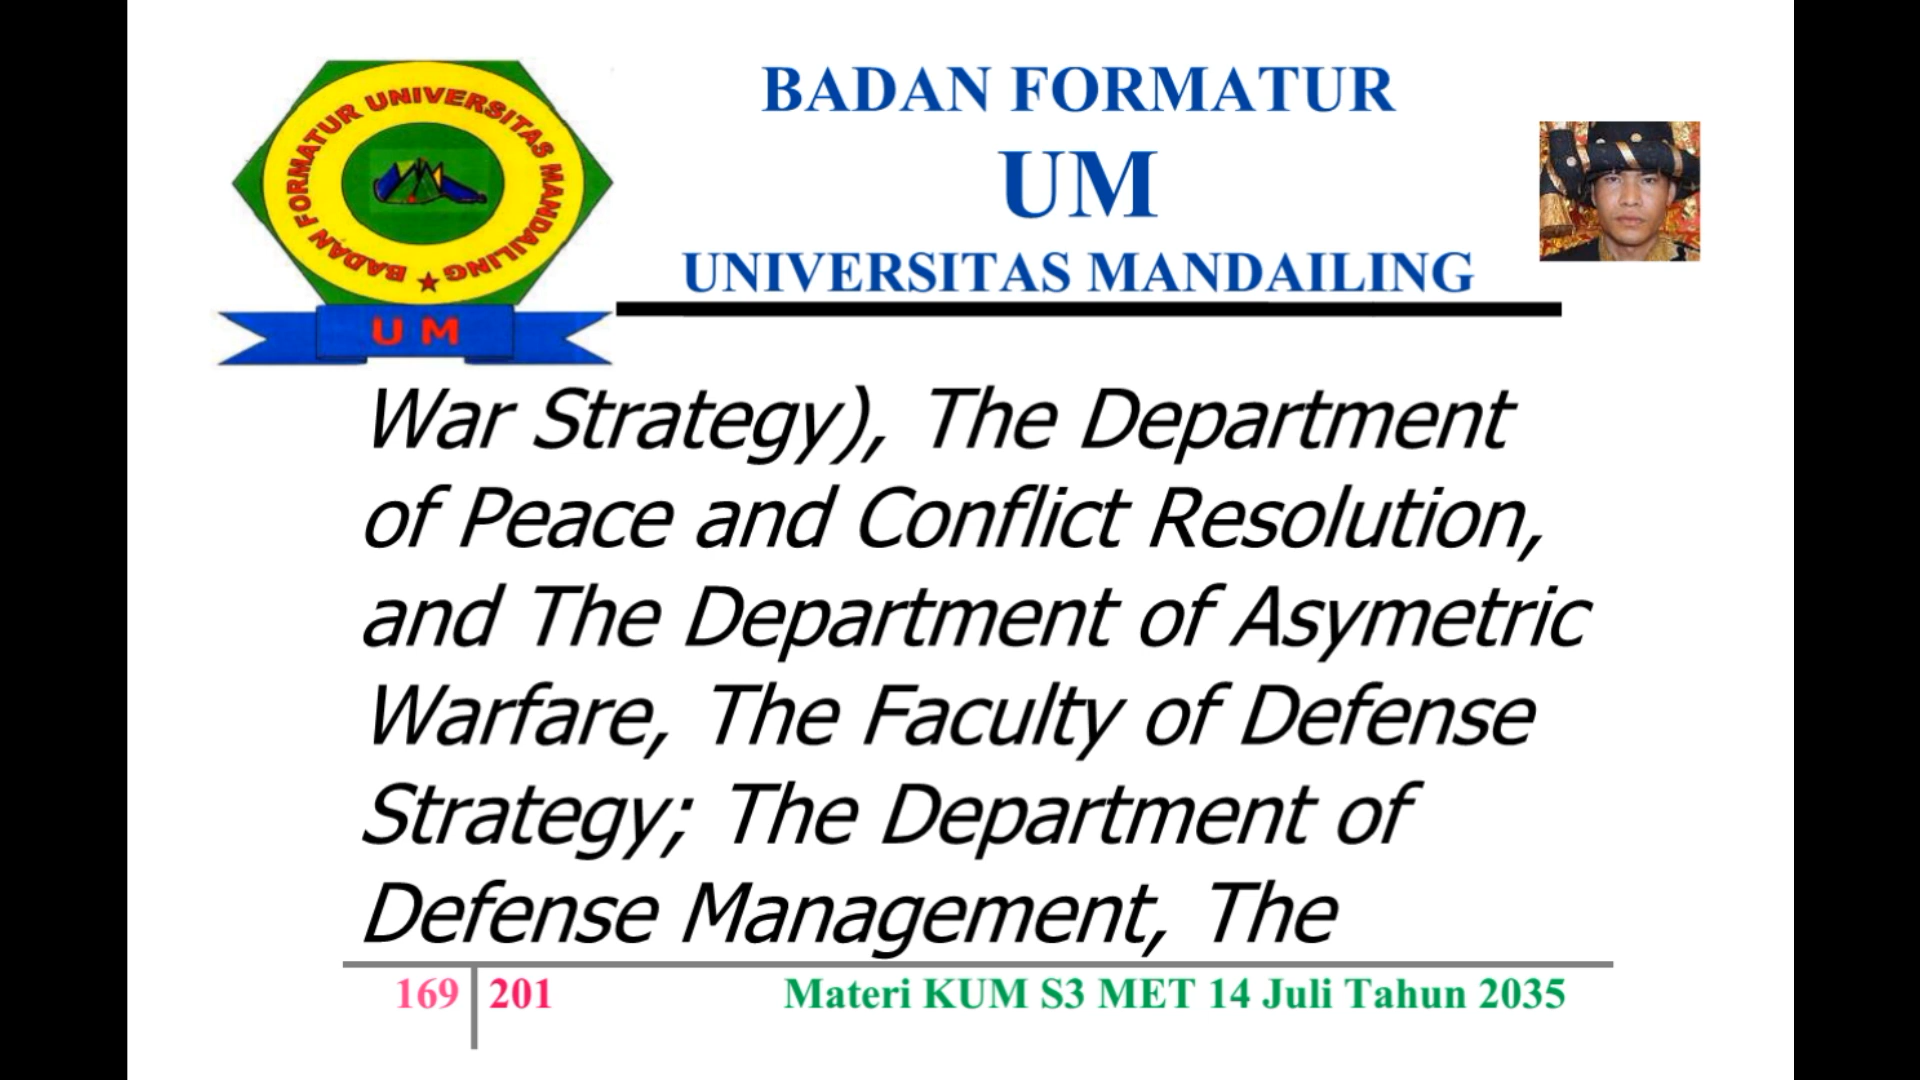 BADAN FORMATUR UNIVERSITAS MANDAILING
U M
BADAN FORMATUR
UM
UNIVERSITAS MANDAILING
War Strategy), The Department
of Peace and Conflict Resolution,
and The Department of Asymetric
Warfare, The Faculty of Defense
Strategy; The Department of
Defense Management, The
169 201 Materi KUM S3 MET 14 Juli Tahun 2035